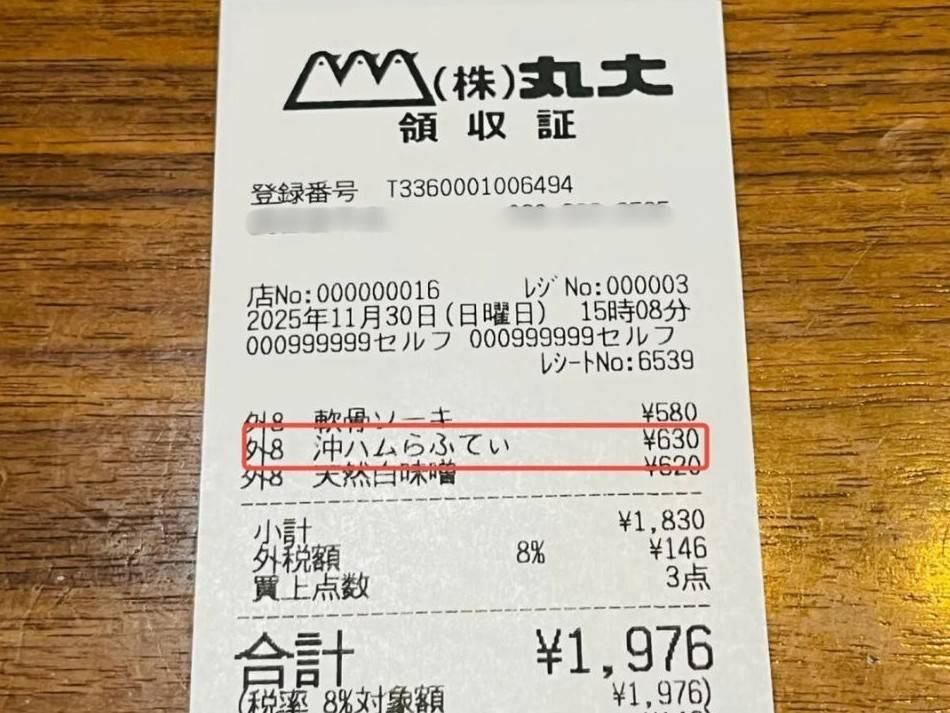 (株)丸大
領収証
登録番号 T3360001006494
店No:000000016 レジNo:000003
2025年11月30日(日曜日) 15時08分
000999999セルフ 000999999セルフ
レシートNo:6539
外8 軟骨ソーキ ¥580
外8 沖ハムらふてぃ ¥630
外8 天然白味噌 ¥620
小計 ¥1,830
外税額 8% ¥146
買上点数 3点
合計 ¥1,976
(税率 8%対象額 ¥1,976)